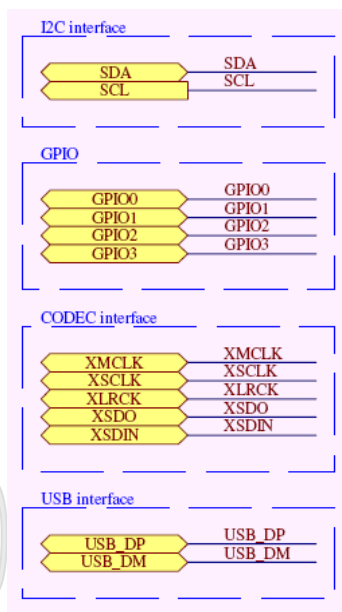 I2C interface
SDA SDA
SCL SCL
GPIO
GPIO0 GPIO0
GPIO1 GPIO1
GPIO2 GPIO2
GPIO3 GPIO3
CODEC interface
XMCLK XMCLK
XSCLK XSCLK
XLRCK XLRCK
XSDO XSDO
XSDIN XSDIN
USB interface
USB_DP USB_DP
USB_DM USB_DM